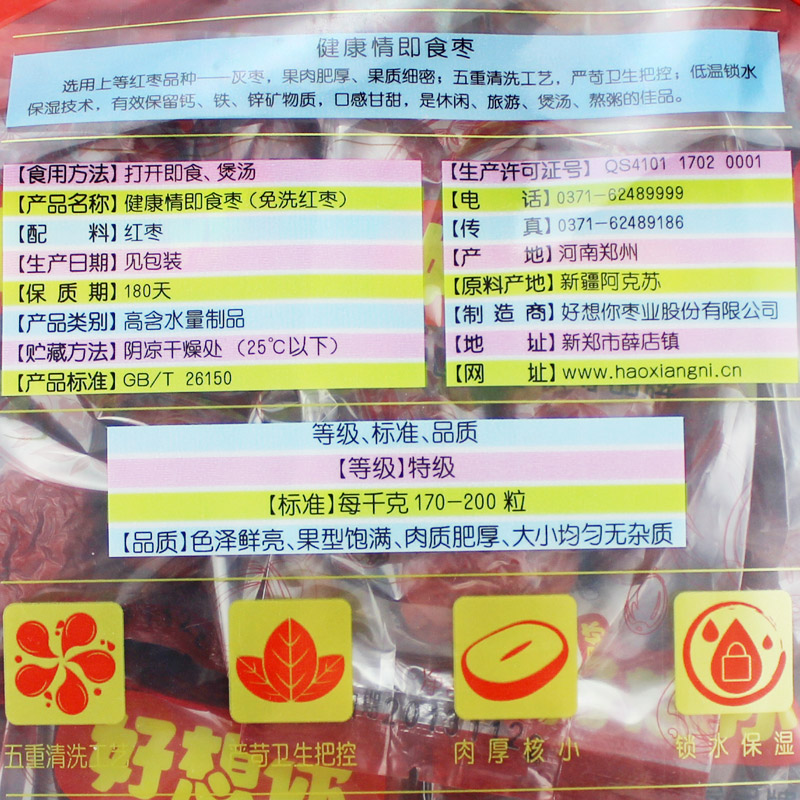 健康情即食枣
选用上等红枣品种——灰枣，果肉肥厚、果质细密；五重清洗工艺，严苛卫生把控；低温锁水
保湿技术，有效保留钙、铁、锌矿物质，口感甘甜，是休闲、旅游、煲汤、熬粥的佳品。
【食用方法】打开即食、煲汤
【产品名称】健康情即食枣（免洗红枣）
【配 料】红枣
【生产日期】见包装
【保 质 期】180天
【产品类别】高含水量制品
【贮藏方法】阴凉干燥处（25℃以下）
【产品标准】GB/T 26150
【生产许可证号】QS4101 1702 0001
【电 话】0371-62489999
【传 真】0371-62489186
【产 地】河南郑州
【原料产地】新疆阿克苏
【制 造 商】好想你枣业股份有限公司
【地 址】新郑市薛店镇
【网 址】www.haoxiangni.cn
等级、标准、品质
【等级】特级
【标准】每千克170-200粒
【品质】色泽鲜亮、果型饱满、肉质肥厚、大小均匀无杂质
五重清洗工艺
严苛卫生把控
肉厚核小
锁水保湿
好想你